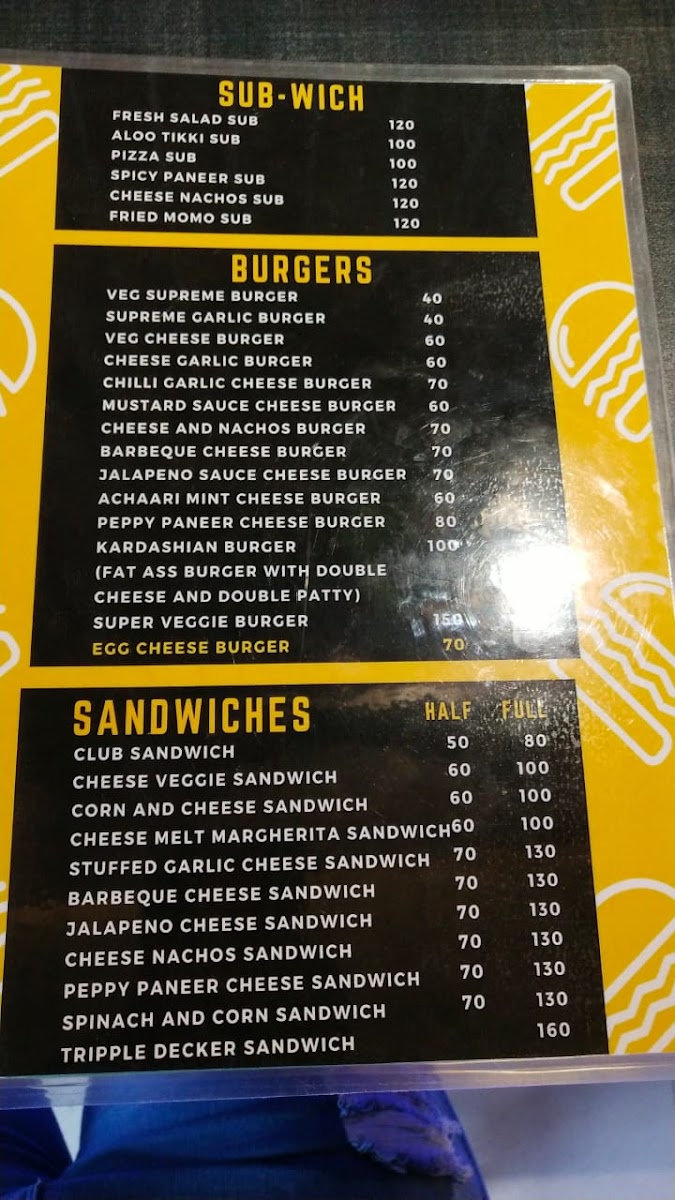 SUB-WICH
FRESH SALAD SUB 120
ALOO TIKKI SUB 100
PIZZA SUB 100
SPICY PANEER SUB 120
CHEESE NACHOS SUB 120
FRIED MOMO SUB 120
BURGERS
VEG SUPREME BURGER 40
SUPREME GARLIC BURGER 40
VEG CHEESE BURGER 60
CHEESE GARLIC BURGER 60
CHILLI GARLIC CHEESE BURGER 70
MUSTARD SAUCE CHEESE BURGER 60
CHEESE AND NACHOS BURGER 70
BARBEQUE CHEESE BURGER 70
JALAPENO SAUCE CHEESE BURGER 70
ACHAARI MINT CHEESE BURGER 60
PEPPY PANEER CHEESE BURGER 80
KARDASHIAN BURGER 100
(FAT ASS BURGER WITH DOUBLE
CHEESE AND DOUBLE PATTY)
SUPER VEGGIE BURGER 150
EGG CHEESE BURGER 70
SANDWICHES HALF FULL
CLUB SANDWICH 50 80
CHEESE VEGGIE SANDWICH 60 100
CORN AND CHEESE SANDWICH 60 100
CHEESE MELT MARGHERITA SANDWICH 60 100
STUFFED GARLIC CHEESE SANDWICH 70 130
BARBEQUE CHEESE SANDWICH 70 130
JALAPENO CHEESE SANDWICH 70 130
CHEESE NACHOS SANDWICH 70 130
PEPPY PANEER CHEESE SANDWICH 70 130
SPINACH AND CORN SANDWICH 70 130
TRIPPLE DECKER SANDWICH 160